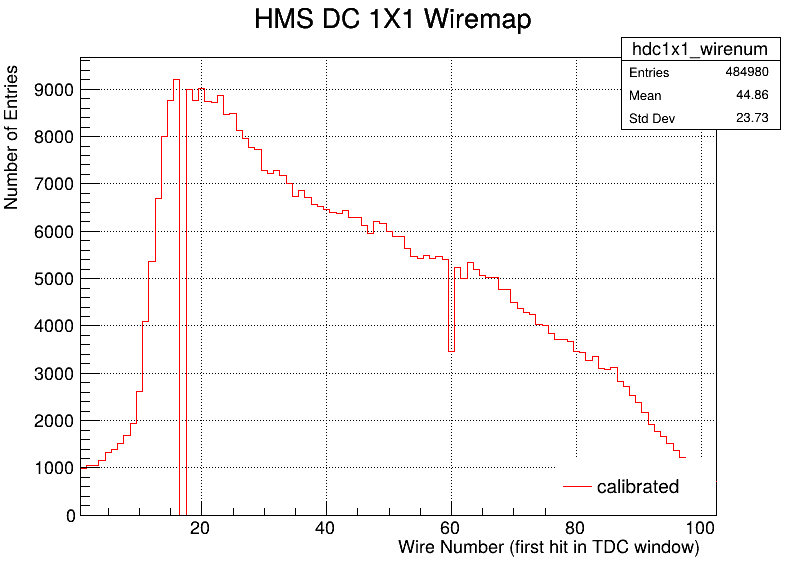 HMS DC 1X1 Wiremap
hdc1x1_wirenum
Entries 484980
Mean 44.86
Std Dev 23.73
Number of Entries
9000
8000
7000
6000
5000
4000
3000
2000
1000
0
calibrated
20 40 60 80 100
Wire Number (first hit in TDC window)